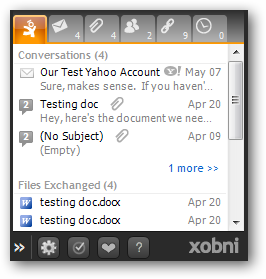 4 4 2 9 0
Conversations (4)
Our Test Yahoo Account Y! May 07
Sure, makes sense. If you haven'...
2 Testing doc Apr 20
Hey, here's the document we nee...
2 (No Subject) Apr 09
(Empty)
1 more >>
Files Exchanged (4)
W testing doc.docx Apr 20
W testing doc.docx Apr 20
» ? xobni